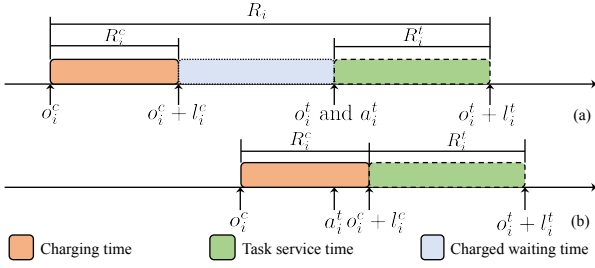 R_i
R_i^c R_i^t
o_i^c o_i^c + l_i^c o_i^t and a_i^t o_i^t + l_i^t (a)
R_i^c R_i^t
o_i^c a_i^t o_i^c + l_i^c o_i^t + l_i^t (b)
Charging time Task service time Charged waiting time